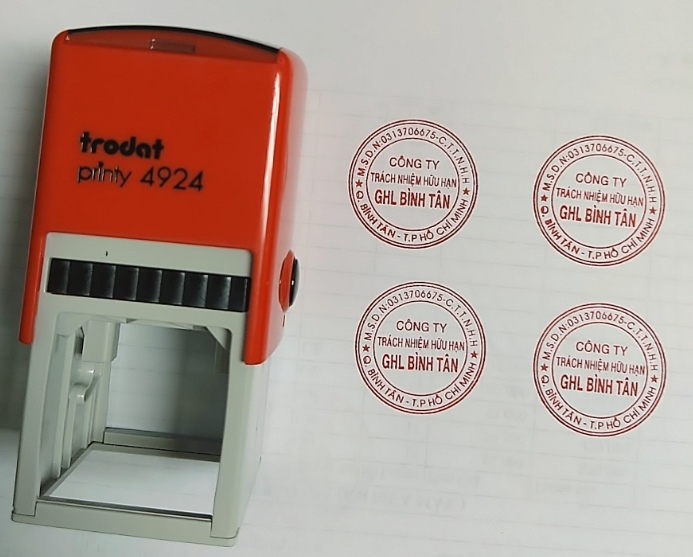 trodat
printy 4924
M.S.D.N:0313706675-C.T.T.N.H.H
CÔNG TY
TRÁCH NHIỆM HỮU HẠN
GHL BÌNH TÂN
★ Q. BÌNH TÂN - T.P HỒ CHÍ MINH ★
M.S.D.N:0313706675-C.T.T.N.H.H
CÔNG TY
TRÁCH NHIỆM HỮU HẠN
GHL BÌNH TÂN
★ Q. BÌNH TÂN - T.P HỒ CHÍ MINH ★
M.S.D.N:0313706675-C.T.T.N.H.H
CÔNG TY
TRÁCH NHIỆM HỮU HẠN
GHL BÌNH TÂN
★ Q. BÌNH TÂN - T.P HỒ CHÍ MINH ★
M.S.D.N:0313706675-C.T.T.N.H.H
CÔNG TY
TRÁCH NHIỆM HỮU HẠN
GHL BÌNH TÂN
★ Q. BÌNH TÂN - T.P HỒ CHÍ MINH ★